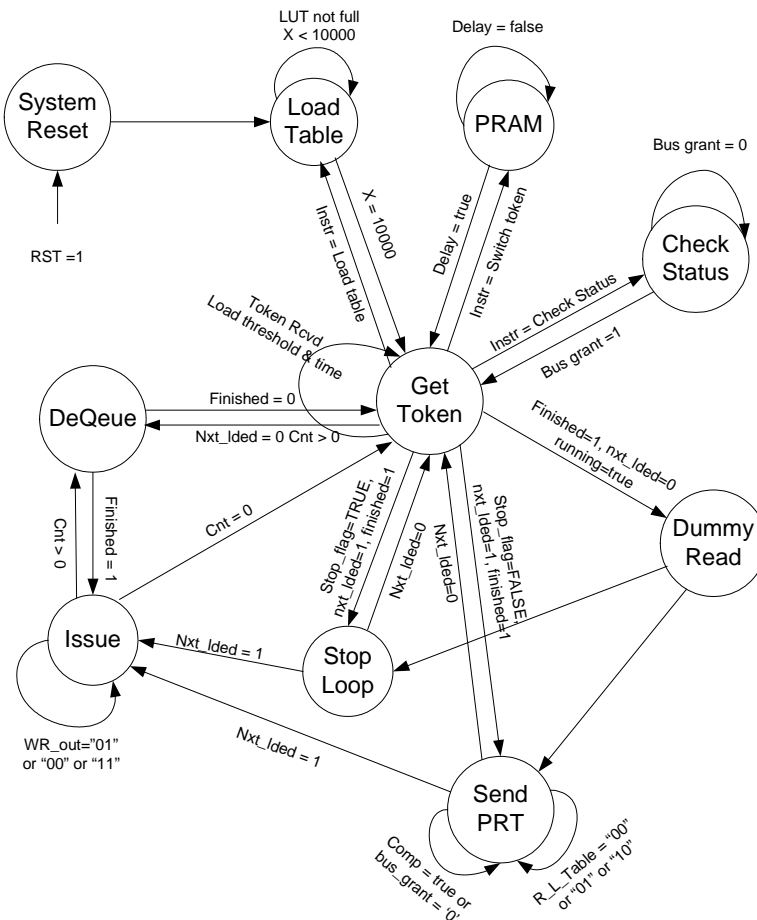 LUT not full
X < 10000
Delay = false
System
Reset
Load
Table
PRAM
Bus grant = 0
RST =1
X = 10000
Instr = Load table
Delay = true
Instr = Switch token
Check
Status
Instr = Check Status
Bus grant =1
Token Rcvd
Load threshold & time
Get
Token
DeQeue
Finished = 0
Nxt_lded = 0 Cnt > 0
Finished=1, nxt_lded=0
running=true
Cnt > 0
Finished = 1
Cnt = 0
Stop_flag=TRUE,
nxt_lded=1, finished=1
Nxt_lded=0
Nxt_lded=0
Stop_flag=FALSE,
nxt_lded=1, finished=1
Dummy
Read
Issue
Nxt_lded = 1
Stop
Loop
WR_out="01"
or "00" or "11"
Nxt_lded = 1
Send
PRT
Comp = true or
bus_grant = '0'
R_L_Table = "00"
or "01" or "10"